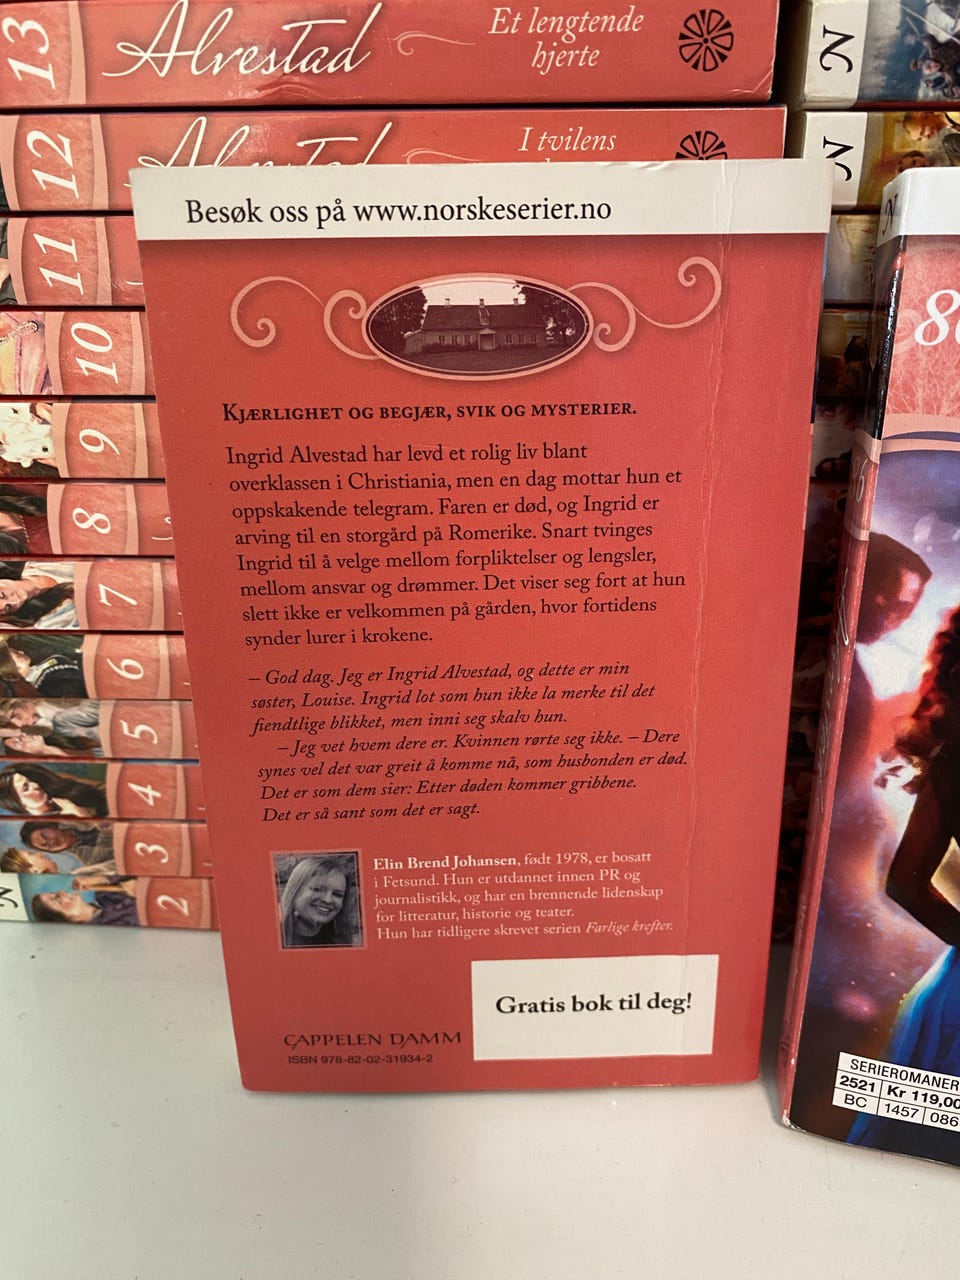 13
Alvestad
Et lengtende
hjerte
12
Alvestad
I tvilens
11
10
9
8
7
6
5
4
3
2
N
N
N
N
Besøk oss på www.norskeserier.no
Kjærlighet og begjær, svik og mysterier.
Ingrid Alvestad har levd et rolig liv blant
overklassen i Christiania, men en dag mottar hun et
oppskakende telegram. Faren er død, og Ingrid er
arving til en storgård på Romerike. Snart tvinges
Ingrid til å velge mellom forpliktelser og lengsler,
mellom ansvar og drømmer. Det viser seg fort at hun
slett ikke er velkommen på gården, hvor fortidens
synder lurer i krokene.
– God dag. Jeg er Ingrid Alvestad, og dette er min
søster, Louise. Ingrid lot som hun ikke la merke til det
fiendtlige blikket, men inni seg skalv hun.
– Jeg vet hvem dere er. Kvinnen rørte seg ikke. – Dere
synes vel det var greit å komme nå, som husbonden er død.
Det er som dem sier: Etter døden kommer gribbene.
Det er så sant som det er sagt.
Elin Brend Johansen, født 1978, er bosatt
i Fetsund. Hun er utdannet innen PR og
journalistikk, og har en brennende lidenskap
for litteratur, historie og teater.
Hun har tidligere skrevet serien Farlige krefter.
Gratis bok til deg!
CAPPELEN DAMM
ISBN 978-82-02-31934-2
SERIEROMANER
2521 Kr 119,00
BC 1457 086